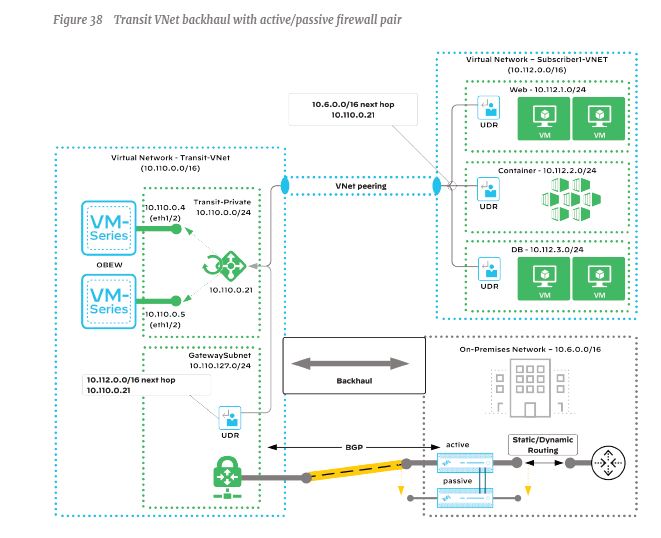 Figure 38 Transit VNet backhaul with active/passive firewall pair
Virtual Network – Subscriber1-VNET
(10.112.0.0/16)
Web - 10.112.1.0/24
UDR
VM
VM
10.6.0.0/16 next hop
10.110.0.21
Container - 10.112.2.0/24
UDR
DB - 10.112.3.0/24
UDR
VM
VM
VNet peering
Virtual Network - Transit-VNet
(10.110.0.0/16)
Transit-Private
10.110.0.0/24
10.110.0.4
(eth1/2)
VM-
Series
OBEW
VM-
Series
10.110.0.21
10.110.0.5
(eth1/2)
GatewaySubnet
10.110.127.0/24
10.112.0.0/16 next hop
10.110.0.21
UDR
Backhaul
On-Premises Network – 10.6.0.0/16
BGP
active
passive
Static/Dynamic
Routing